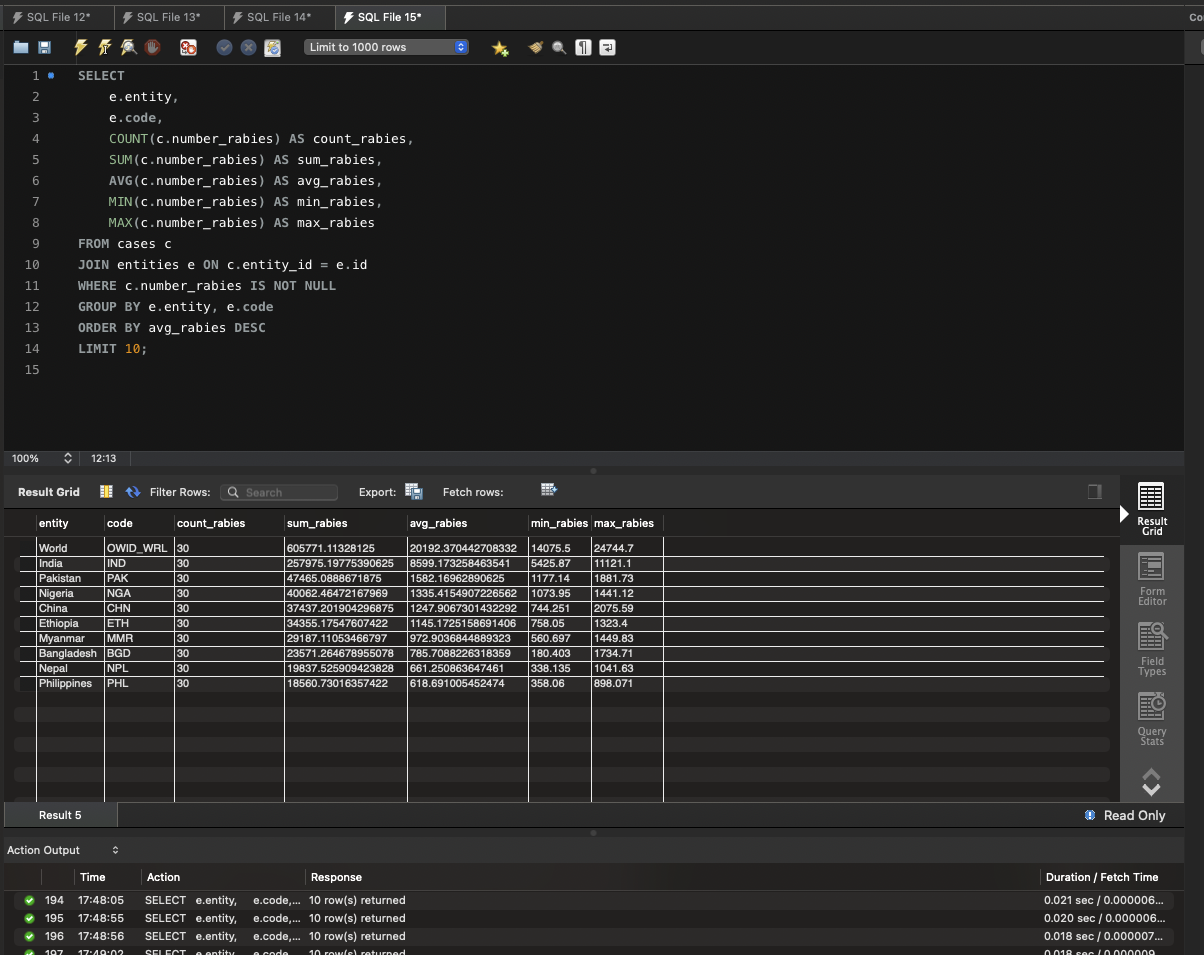 SQL File 12* SQL File 13* SQL File 14* SQL File 15* Co
Limit to 1000 rows
1 SELECT
2 e.entity,
3 e.code,
4 COUNT(c.number_rabies) AS count_rabies,
5 SUM(c.number_rabies) AS sum_rabies,
6 AVG(c.number_rabies) AS avg_rabies,
7 MIN(c.number_rabies) AS min_rabies,
8 MAX(c.number_rabies) AS max_rabies
9 FROM cases c
10 JOIN entities e ON c.entity_id = e.id
11 WHERE c.number_rabies IS NOT NULL
12 GROUP BY e.entity, e.code
13 ORDER BY avg_rabies DESC
14 LIMIT 10;
15
100% 12:13
Result Grid Filter Rows: Search Export: Fetch rows:
entity code count_rabies sum_rabies avg_rabies min_rabies max_rabies
World OWID_WRL 30 605771.11328125 20192.370442708332 14075.5 24744.7
India IND 30 257975.19775390625 8599.173258463541 5425.87 11121.1
Pakistan PAK 30 47465.0888671875 1582.16962890625 1177.14 1881.73
Nigeria NGA 30 40062.46472167969 1335.4154907226562 1073.95 1441.12
China CHN 30 37437.201904296875 1247.9067301432292 744.251 2075.59
Ethiopia ETH 30 34355.17547607422 1145.1725158691406 758.05 1323.4
Myanmar MMR 30 29187.11053466797 972.9036844889323 560.697 1449.83
Bangladesh BGD 30 23571.264678955078 785.7088226318359 180.403 1734.71
Nepal NPL 30 19837.525909423828 661.250863647461 338.135 1041.63
Philippines PHL 30 18560.73016357422 618.691005452474 358.06 898.071
Result
Grid
Form
Editor
Field
Types
Query
Stats
Result 5 Read Only
Action Output
Time Action Response Duration / Fetch Time
194 17:48:05 SELECT e.entity, e.code,... 10 row(s) returned 0.021 sec / 0.000006...
195 17:48:55 SELECT e.entity, e.code,... 10 row(s) returned 0.020 sec / 0.000006...
196 17:48:56 SELECT e.entity, e.code,... 10 row(s) returned 0.018 sec / 0.000007...
197 17:49:02 SELECT e.entity, e.code,... 10 row(s) returned 0.018 sec / 0.000009...